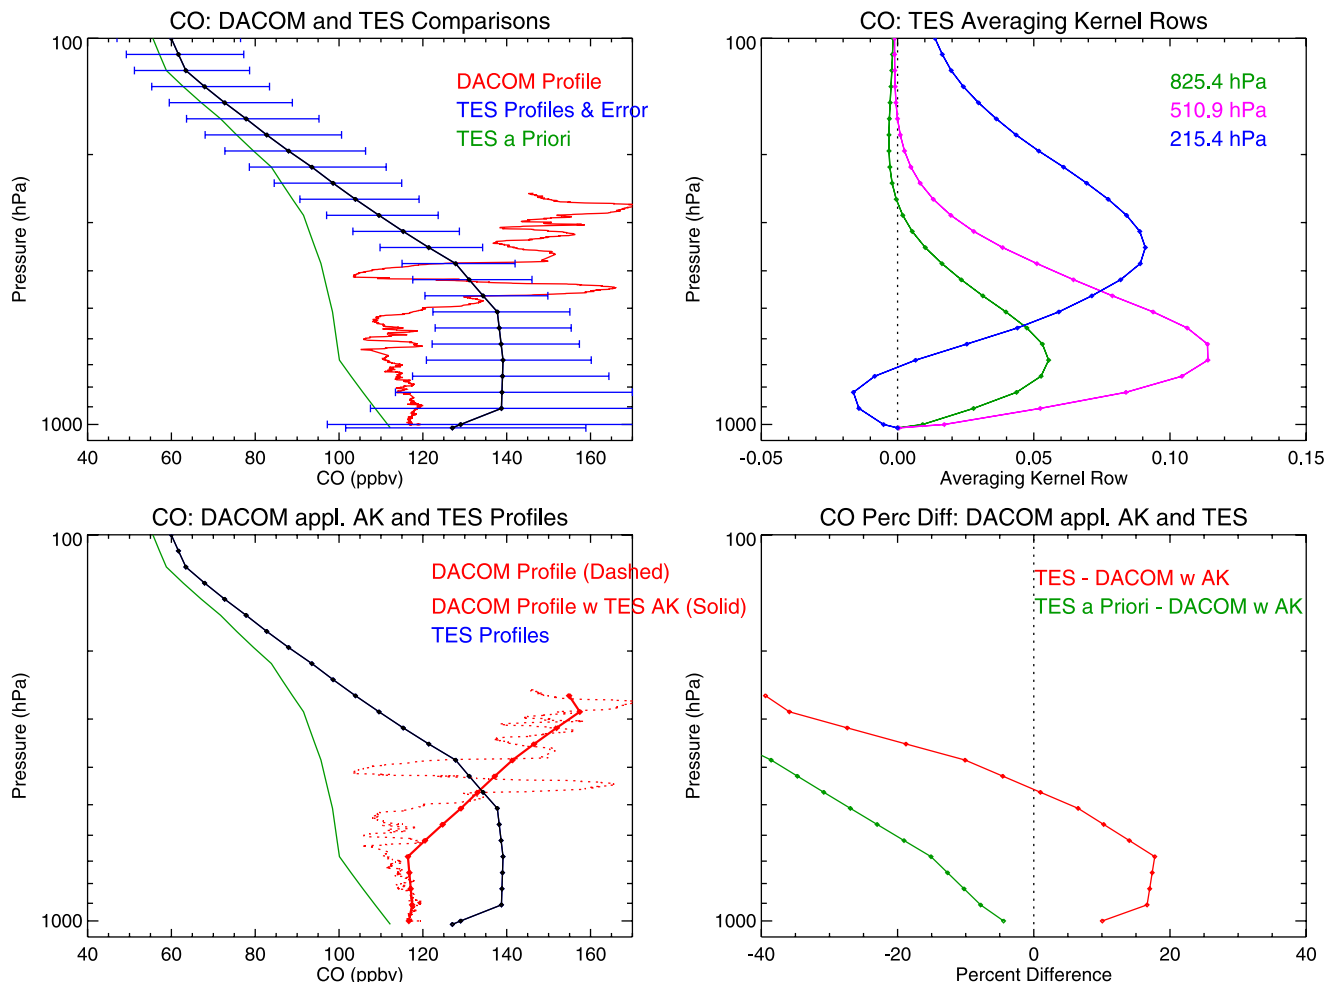 CO: DACOM and TES Comparisons
100
1000
Pressure (hPa)
DACOM Profile
TES Profiles & Error
TES a Priori
40 60 80 100 120 140 160
CO (ppbv)
CO: TES Averaging Kernel Rows
100
1000
Pressure (hPa)
825.4 hPa
510.9 hPa
215.4 hPa
-0.05 0.00 0.05 0.10 0.15
Averaging Kernel Row
CO: DACOM appl. AK and TES Profiles
100
1000
Pressure (hPa)
DACOM Profile (Dashed)
DACOM Profile w TES AK (Solid)
TES Profiles
40 60 80 100 120 140 160
CO (ppbv)
CO Perc Diff: DACOM appl. AK and TES
100
1000
Pressure (hPa)
TES - DACOM w AK
TES a Priori - DACOM w AK
-40 -20 0 20 40
Percent Difference